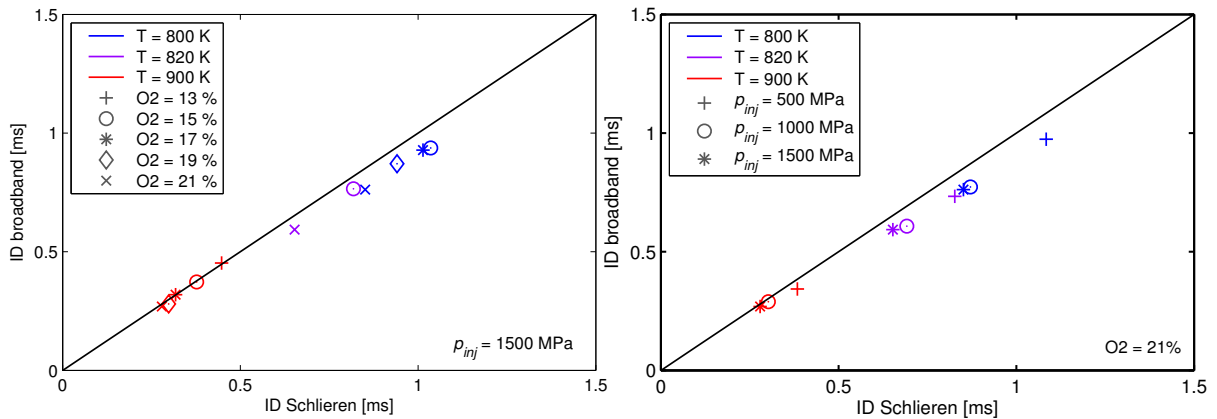 1.5
1
0.5
0
0
0.5
1
1.5
ID broadband [ms]
ID Schlieren [ms]
T = 800 K
T = 820 K
T = 900 K
O2 = 13 %
O2 = 15 %
O2 = 17 %
O2 = 19 %
O2 = 21 %
p_inj = 1500 MPa
1.5
1
0.5
0
0
0.5
1
1.5
ID broadband [ms]
ID Schlieren [ms]
T = 800 K
T = 820 K
T = 900 K
p_inj = 500 MPa
p_inj = 1000 MPa
p_inj = 1500 MPa
O2 = 21%